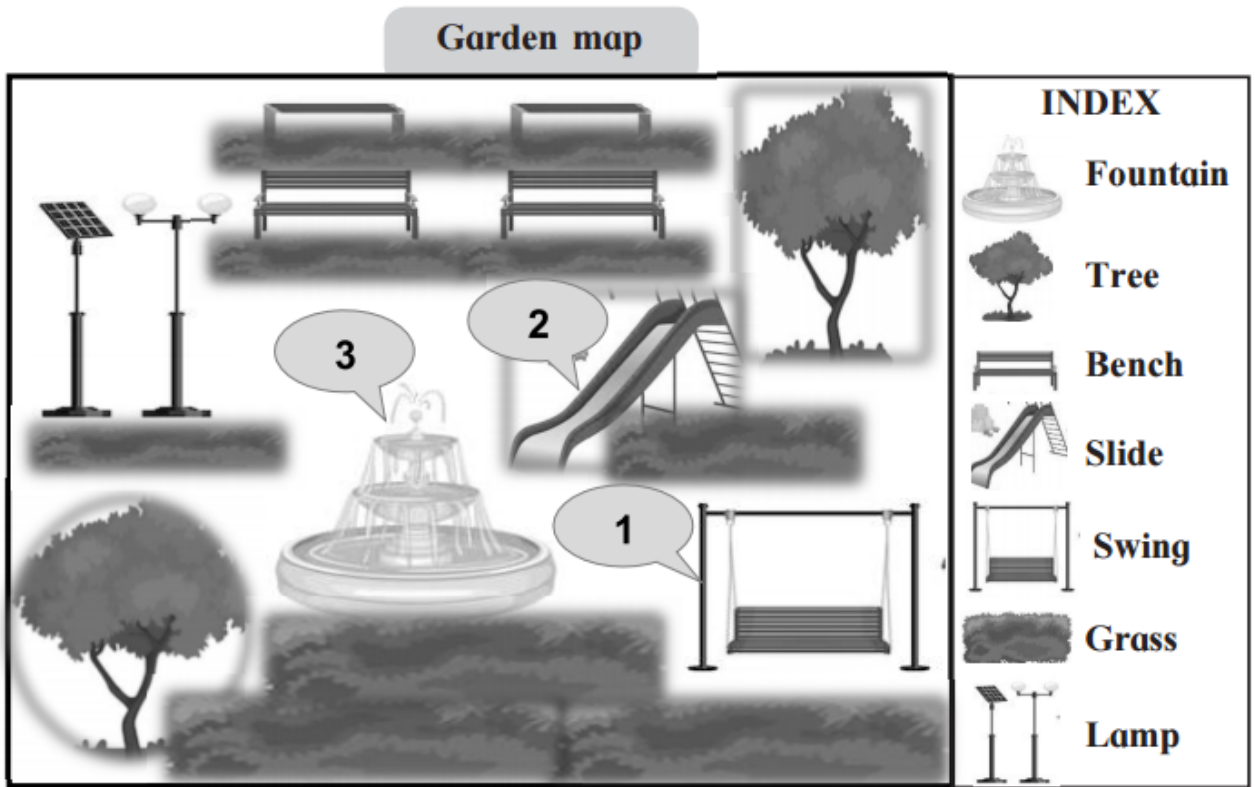 Garden map
INDEX
Fountain
Tree
Bench
Slide
Swing
Grass
Lamp
2
3
1